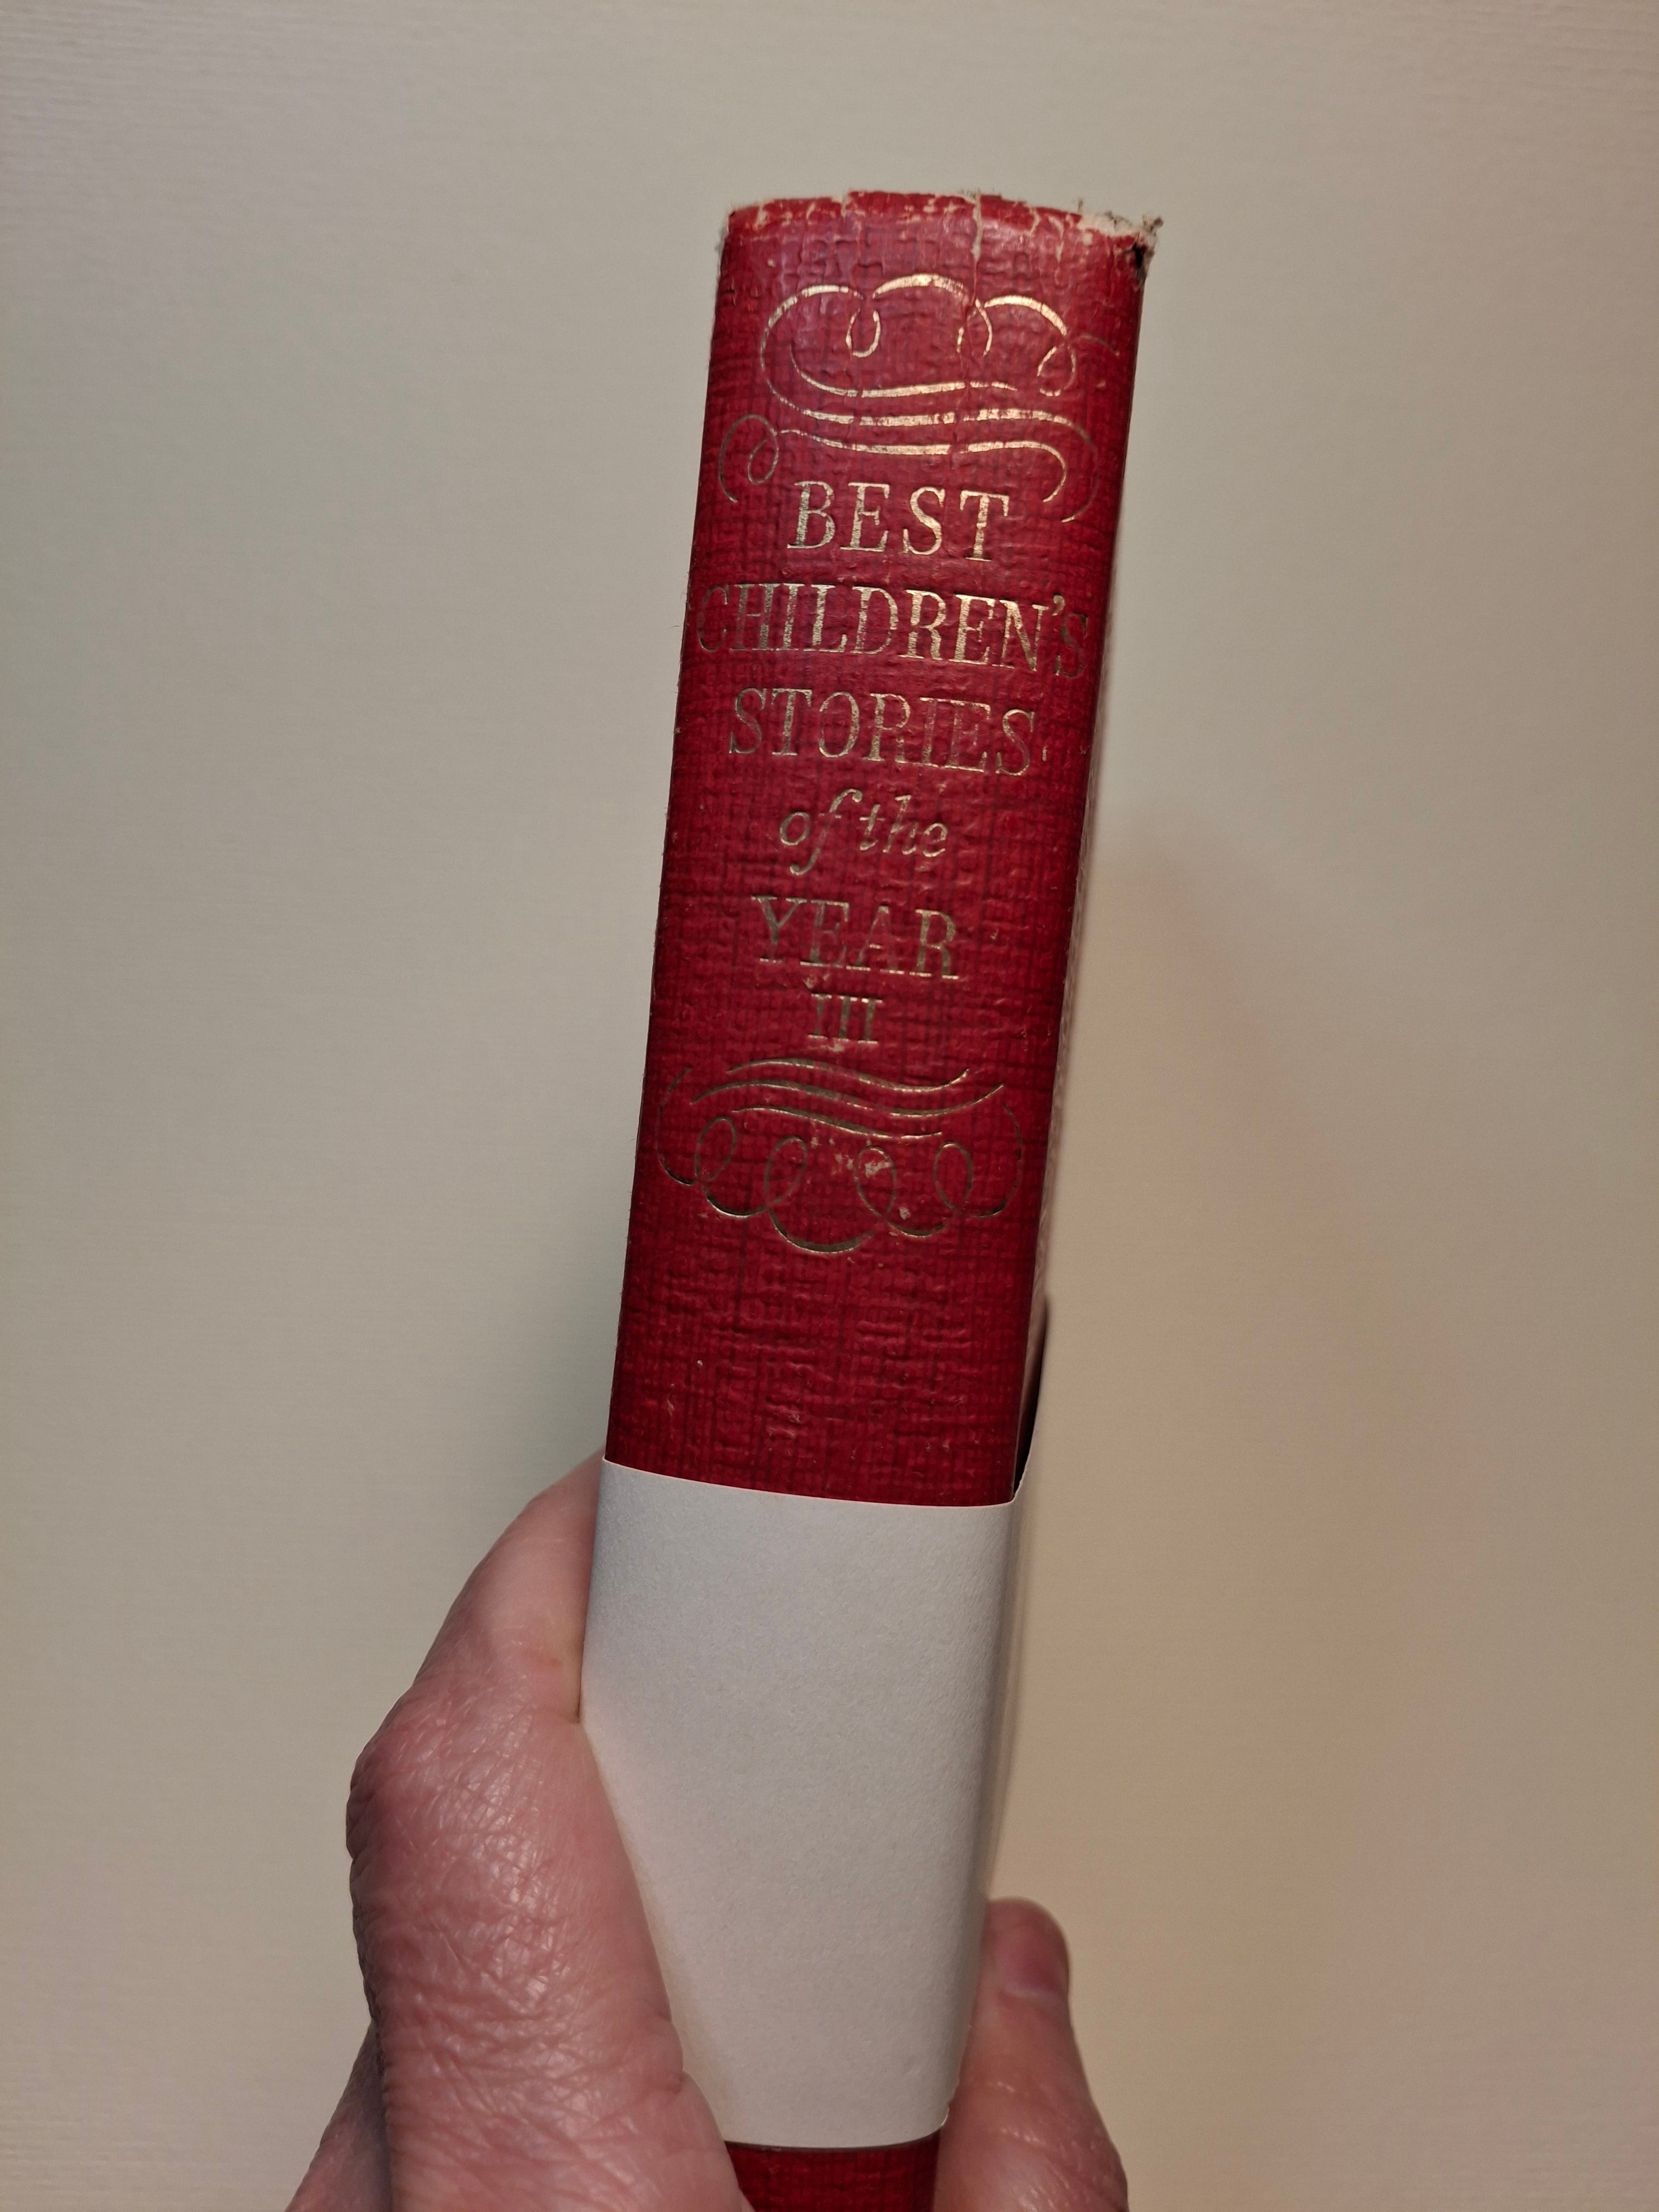 BEST
CHILDREN'S
STORIES
of the
YEAR
III